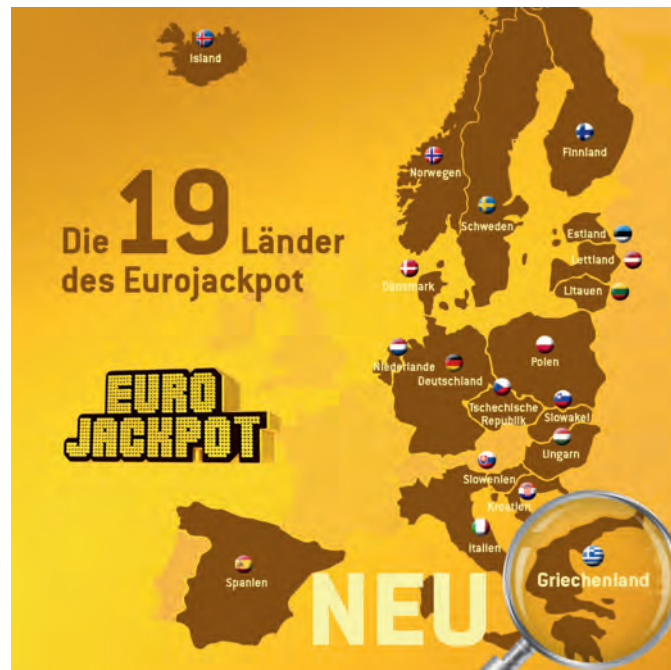 Island
Finnland
Norwegen
Die 19 Länder
des Eurojackpot
Schweden
Estland
Lettland
Dänemark
Litauen
EURO
JACKPOT
Niederlande
Deutschland
Polen
Tschechische
Republik
Slowakei
Ungarn
Slowenien
Kroatien
Italien
Spanien
NEU
Griechenland